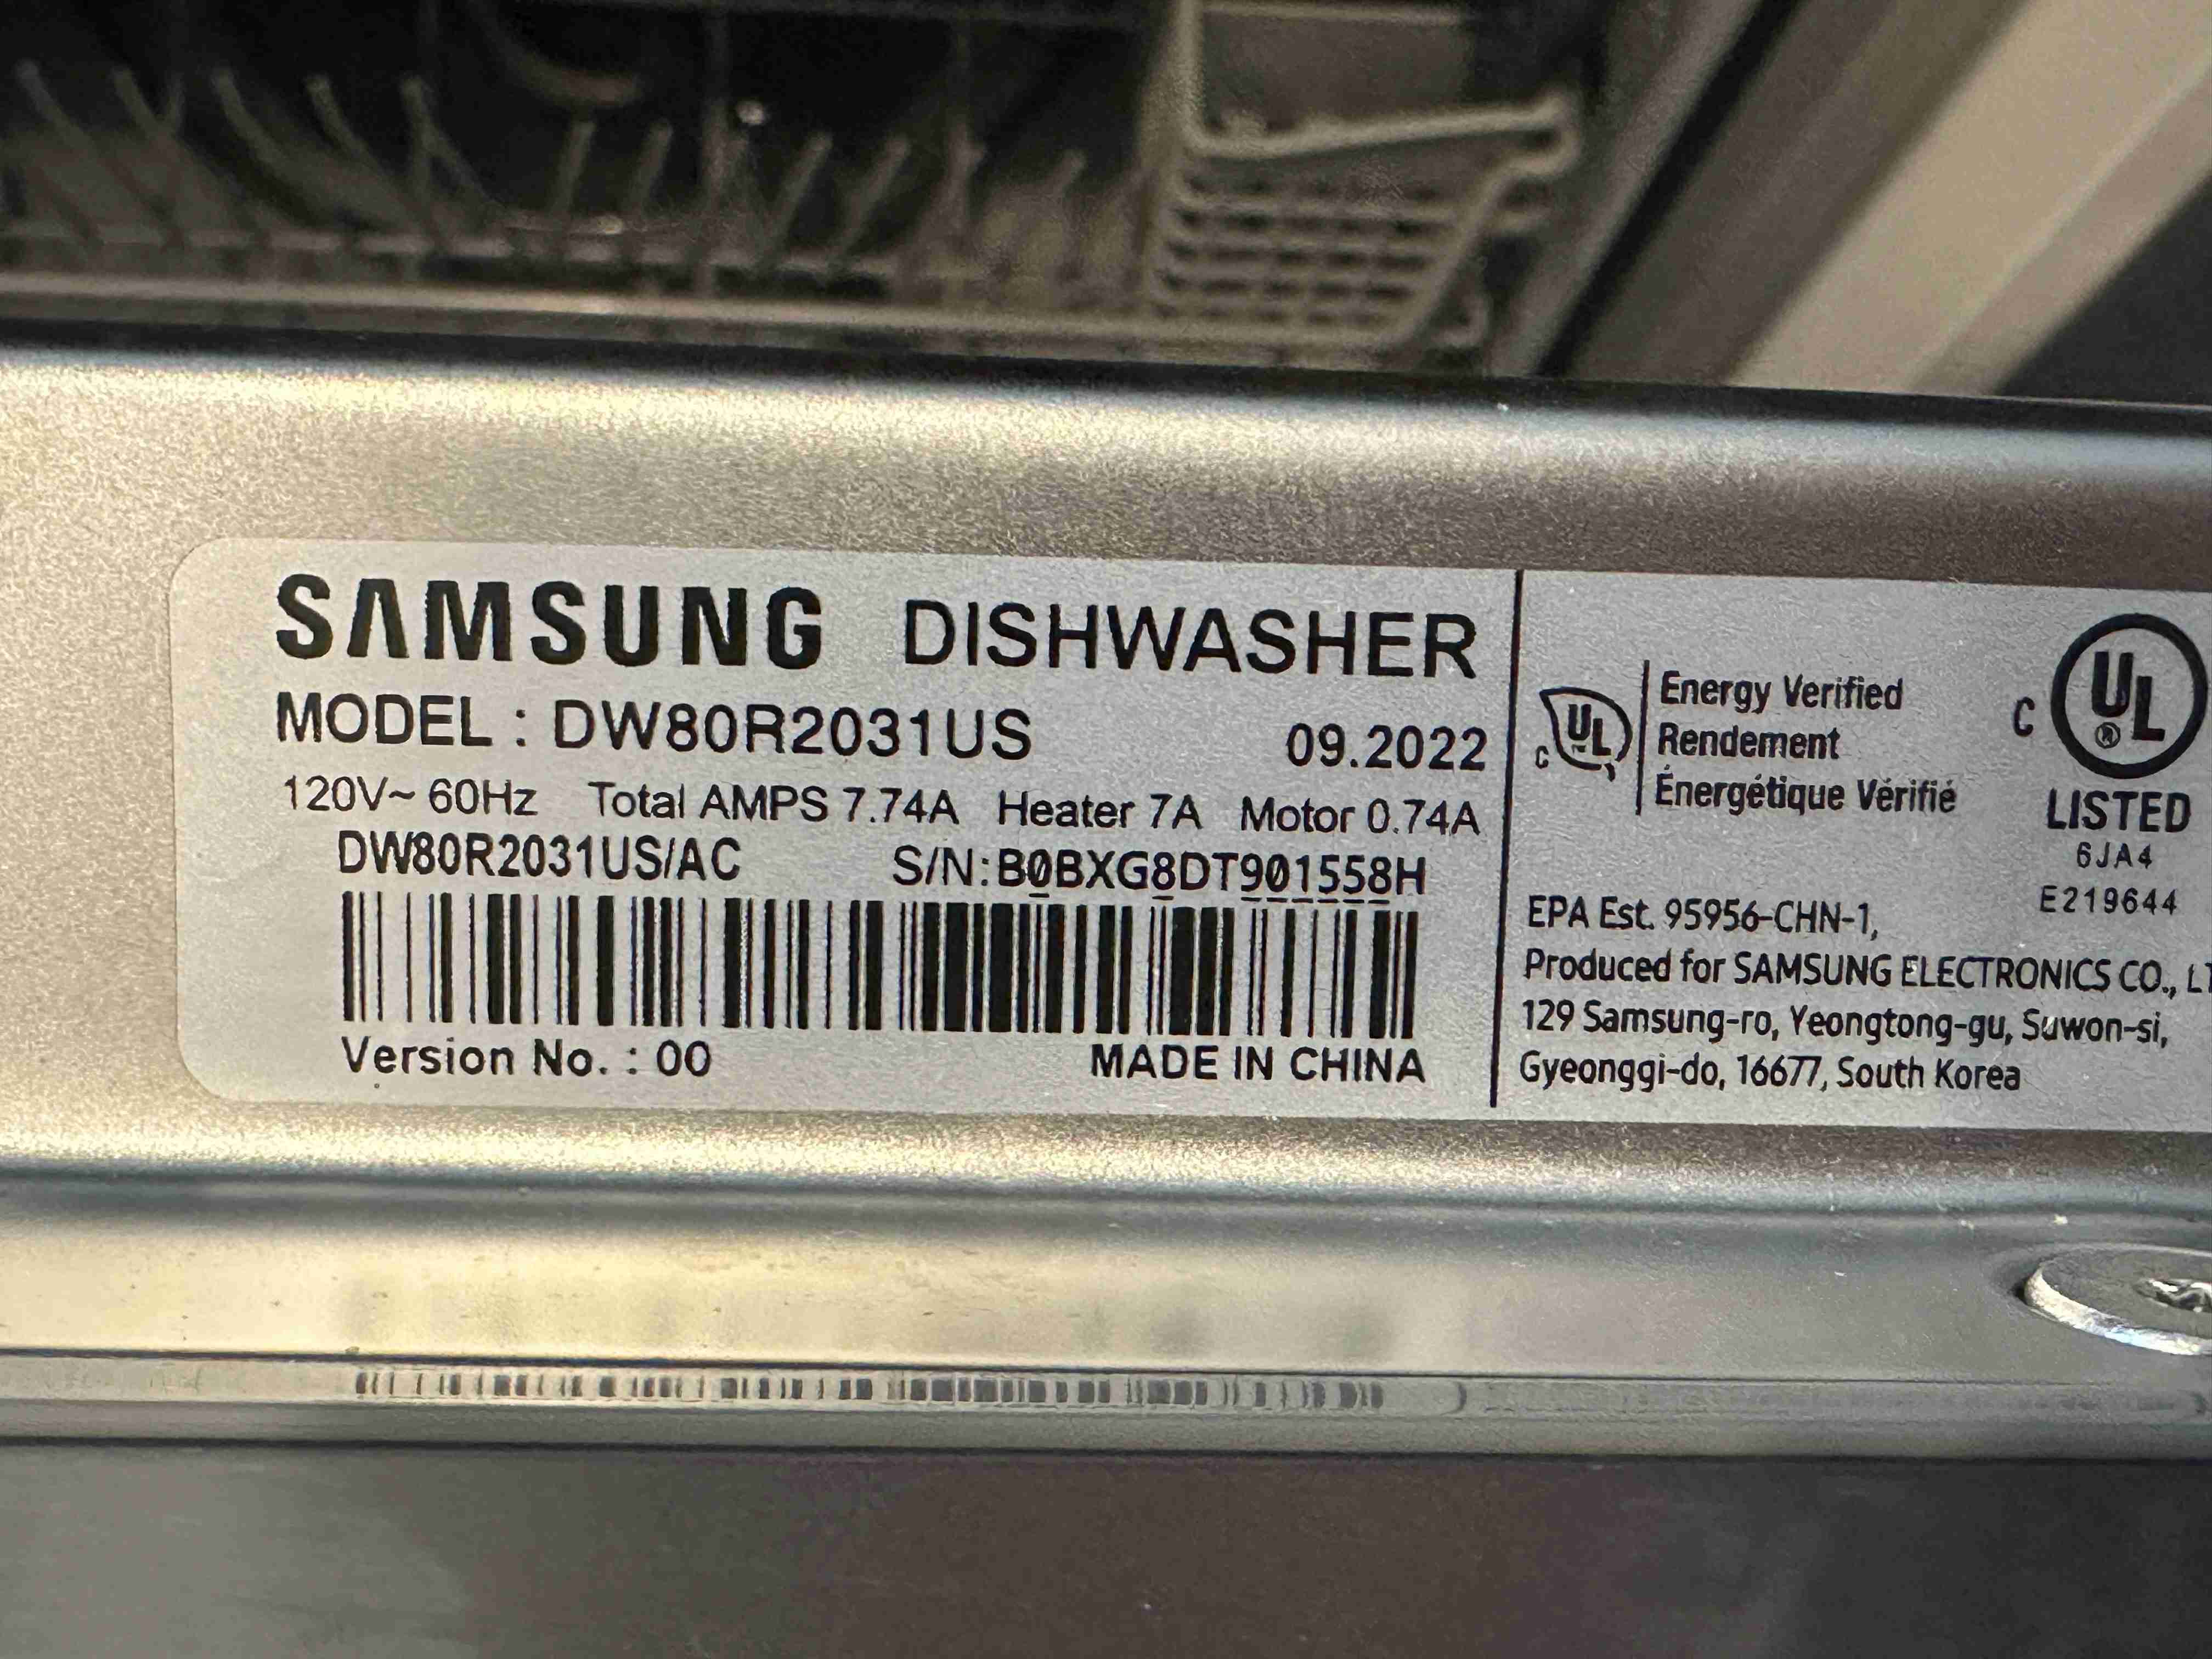 SAMSUNG DISHWASHER
MODEL : DW80R2031US 09.2022
120V~ 60Hz Total AMPS 7.74A Heater 7A Motor 0.74A
DW80R2031US/AC S/N:B0BXG8DT901558H
Version No. : 00 MADE IN CHINA
c UL Energy Verified
Rendement
Énergétique Vérifié
c UL ®
LISTED
6JA4
E219644
EPA Est. 95956-CHN-1,
Produced for SAMSUNG ELECTRONICS CO.,
129 Samsung-ro, Yeongtong-gu, Suwon-si,
Gyeonggi-do, 16677, South Korea